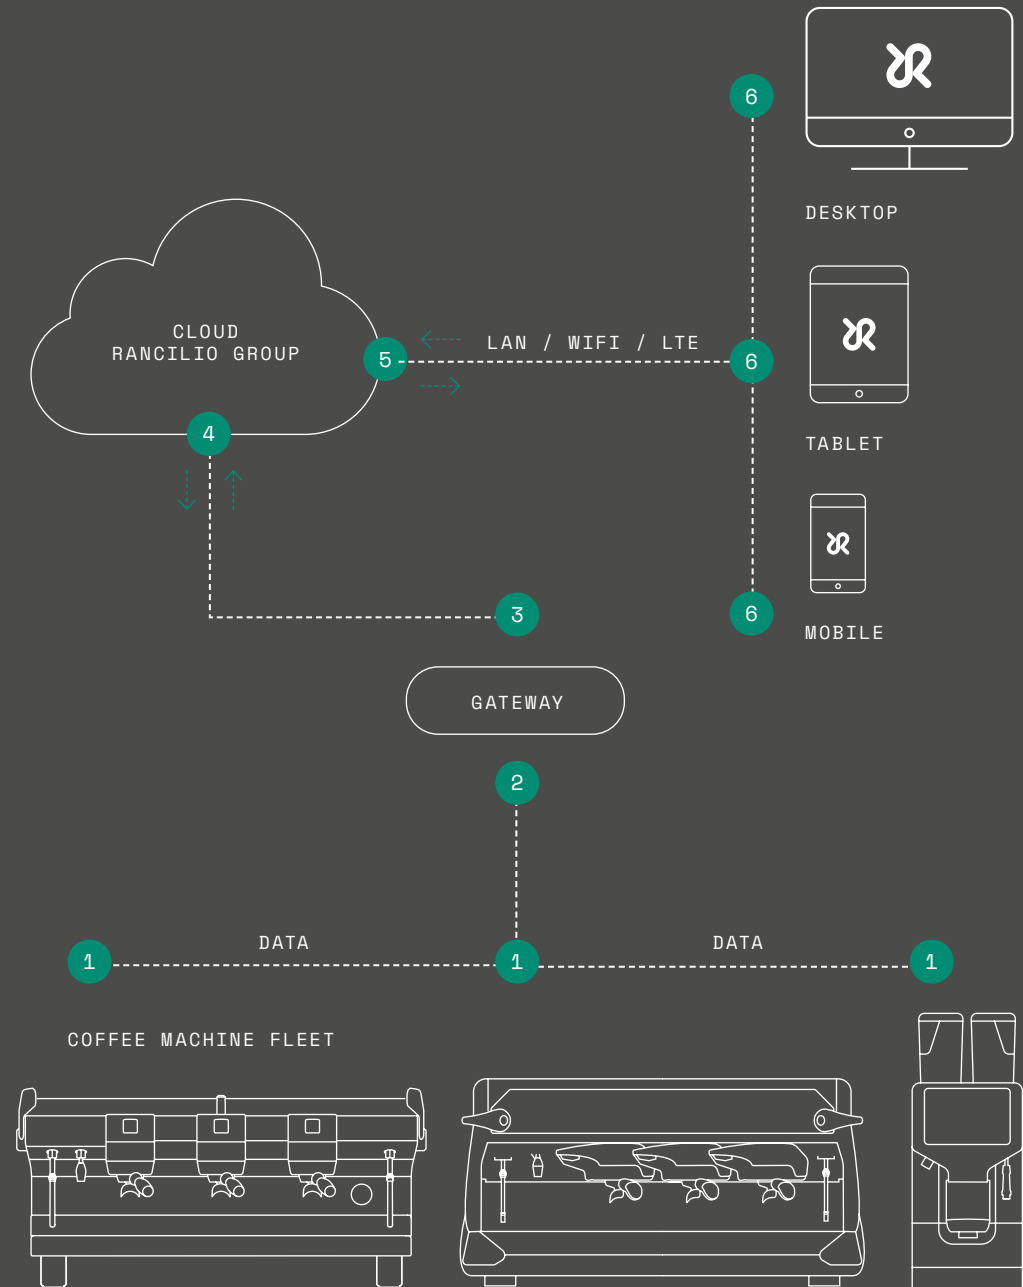 6
DESKTOP
CLOUD
RANCILIO GROUP
5
LAN / WIFI / LTE
6
4
TABLET
3
6
MOBILE
GATEWAY
2
DATA
DATA
1
1
1
COFFEE MACHINE FLEET